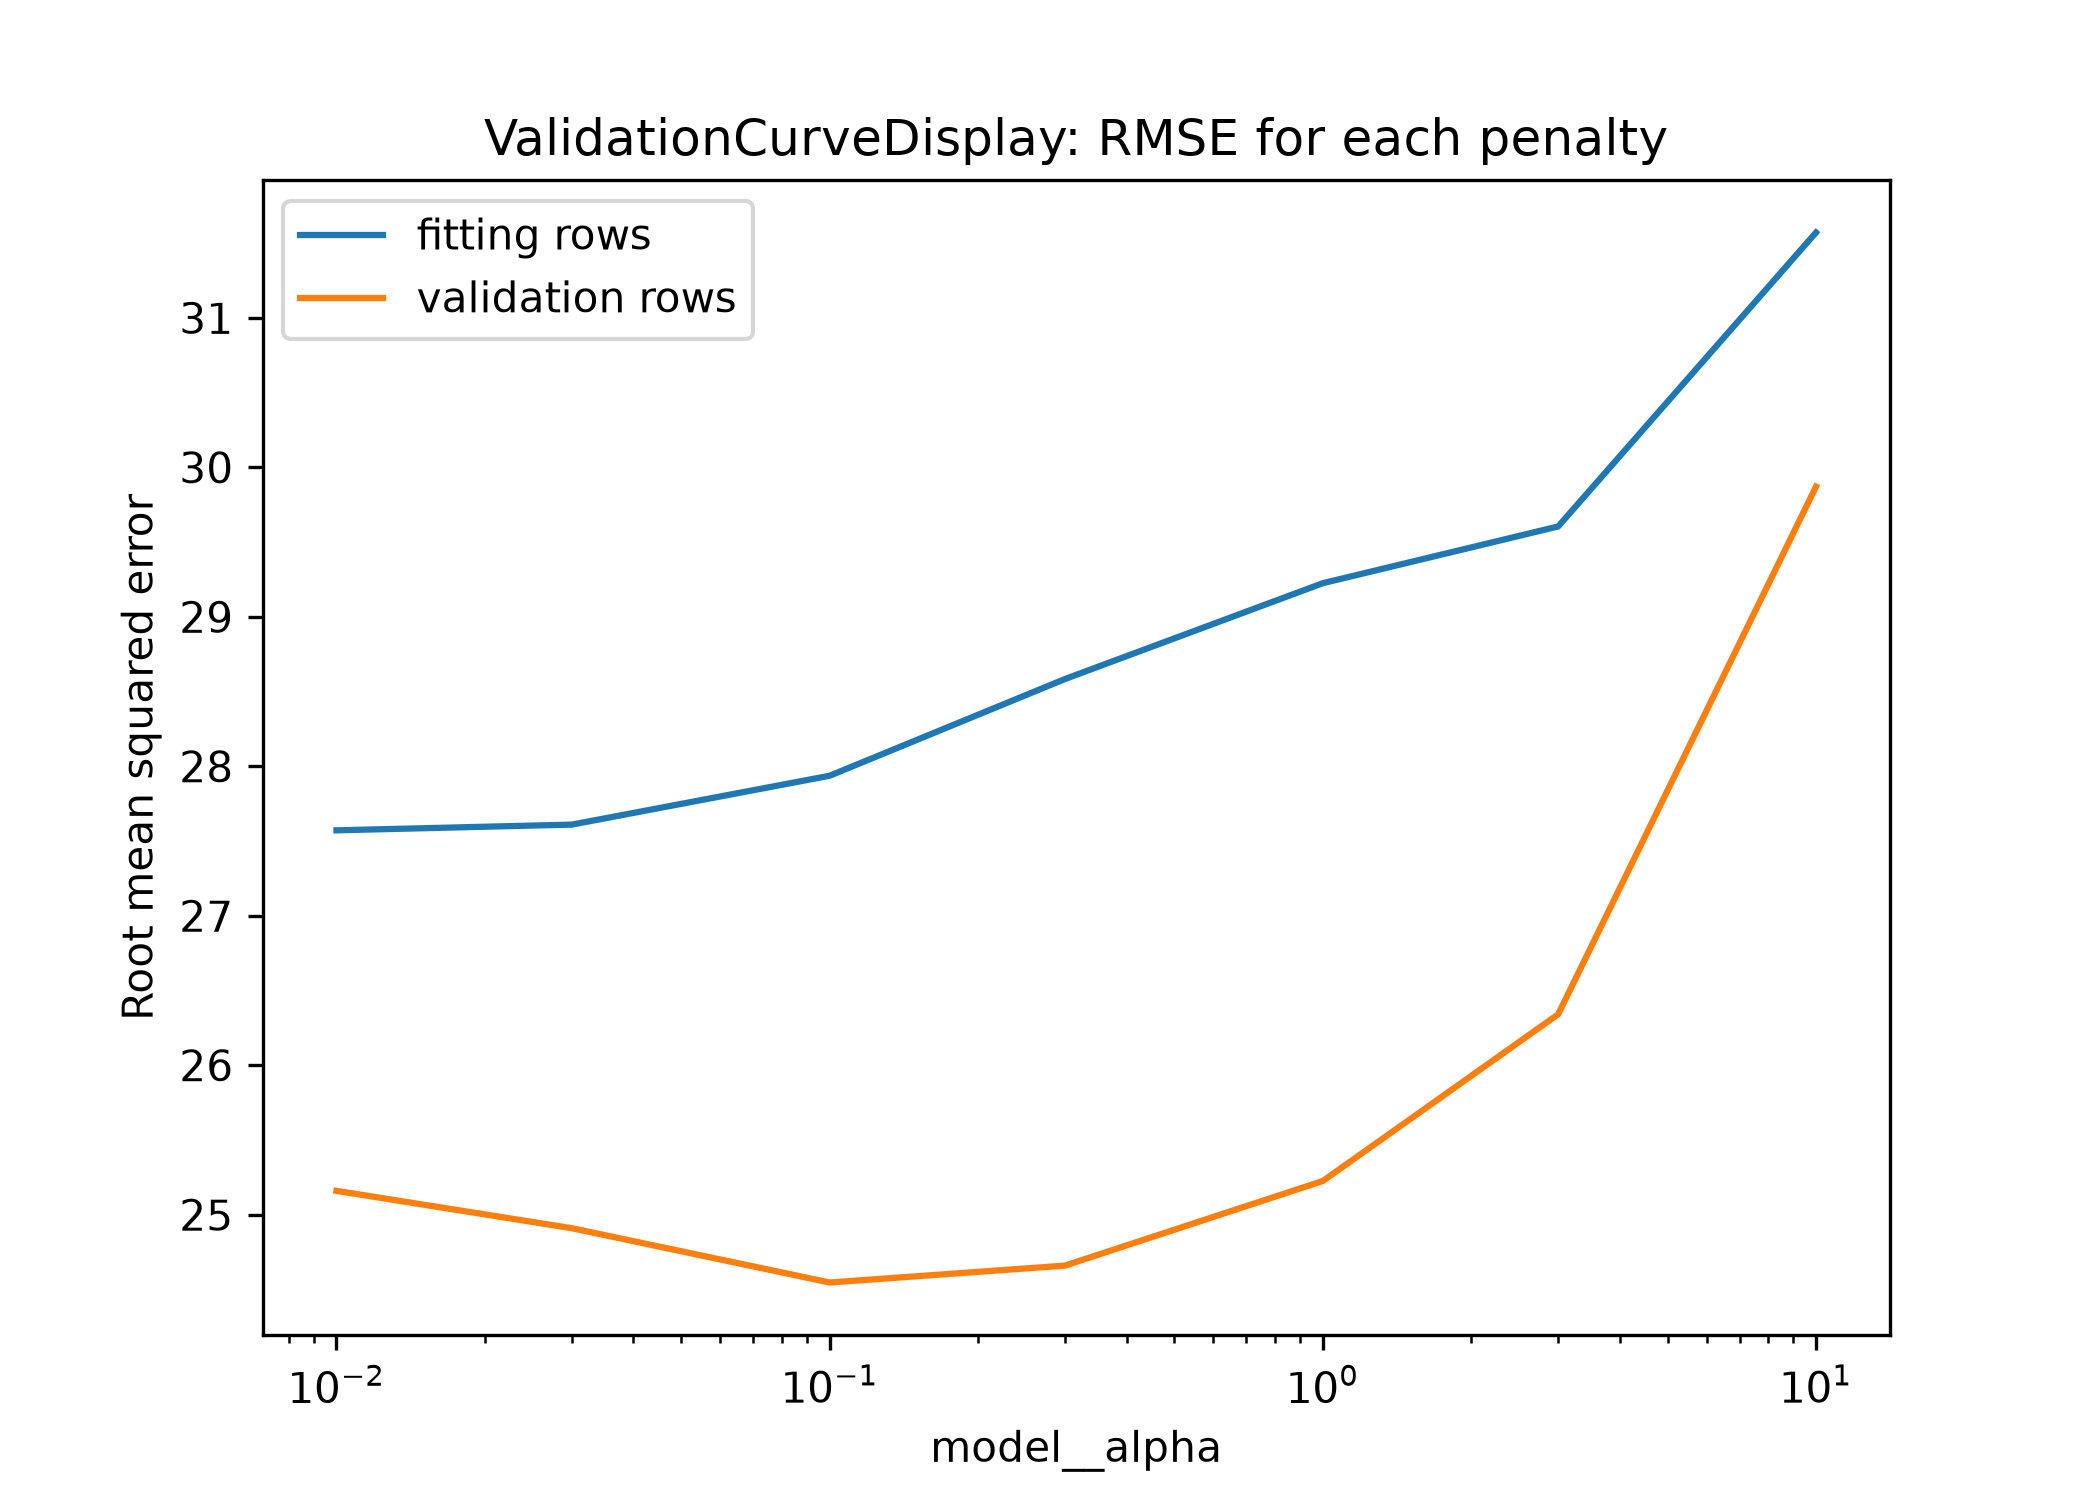 ValidationCurveDisplay: RMSE for each penalty
fitting rows
validation rows
31
30
29
28
27
26
25
Root mean squared error
10⁻²
10⁻¹
10⁰
10¹
model__alpha